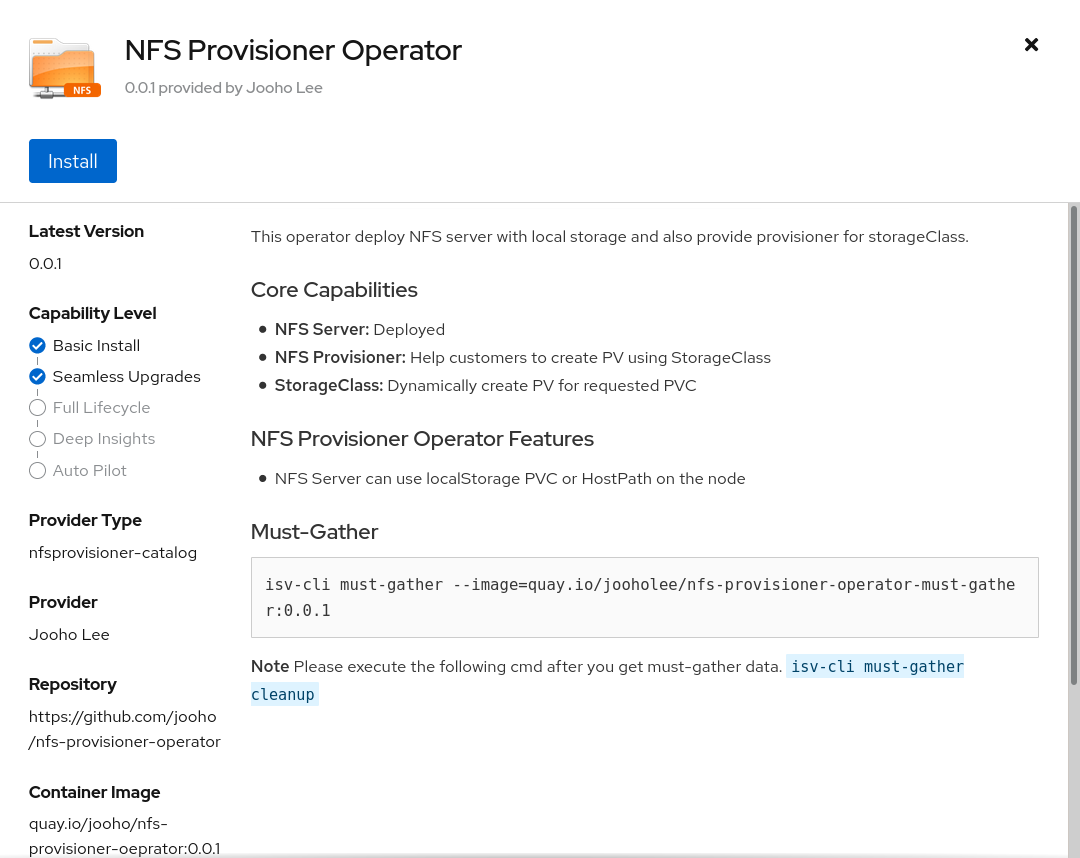 NFS Provisioner Operator
0.0.1 provided by Jooho Lee
NFS
Install
Latest Version
0.0.1
Capability Level
Basic Install
Seamless Upgrades
Full Lifecycle
Deep Insights
Auto Pilot
Provider Type
nfsprovisioner-catalog
Provider
Jooho Lee
Repository
https://github.com/jooho
/nfs-provisioner-operator
Container Image
quay.io/jooho/nfs-
provisioner-oeprator:0.0.1
This operator deploy NFS server with local storage and also provide provisioner for storageClass.
Core Capabilities
• NFS Server: Deployed
• NFS Provisioner: Help customers to create PV using StorageClass
• StorageClass: Dynamically create PV for requested PVC
NFS Provisioner Operator Features
• NFS Server can use localStorage PVC or HostPath on the node
Must-Gather
isv-cli must-gather --image=quay.io/jooholee/nfs-provisioner-operator-must-gathe
r:0.0.1
Note Please execute the following cmd after you get must-gather data. isv-cli must-gather
cleanup